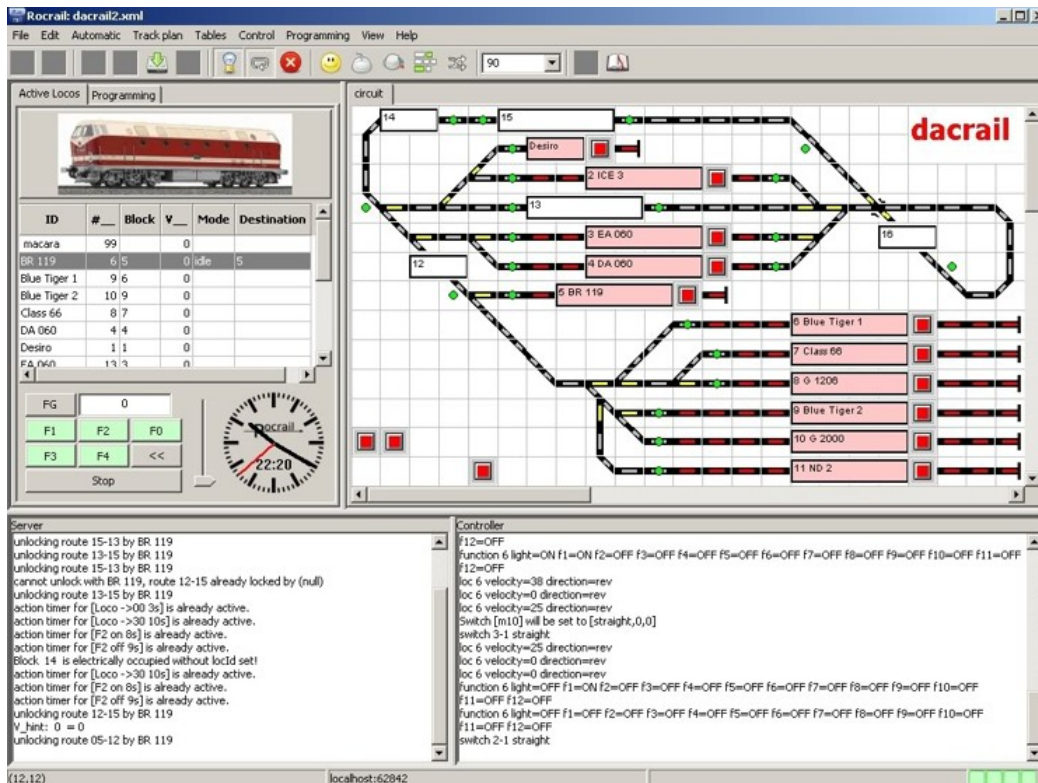 Rocrail: dacrail2.xml
File Edit Automatic Track plan Tables Control Programming View Help
90
Active Locos Programming
circuit
ID #__ Block V__ Mode Destination
macara 99 0
BR 119 6 5 0 idle 5
Blue Tiger 1 9 6 0
Blue Tiger 2 10 9 0
Class 66 8 7 0
DA 060 4 4 0
Desiro 1 1 0
EA 060 13 3 0
FG 0
F1 F2 F0
F3 F4 <<
Stop
rocrail
22:20
14
15
dacrail
Desiro
2 ICE 3
13
3 EA 060
16
12
4 DA 060
5 BR 119
6 Blue Tiger 1
7 Class 66
8 G 1206
9 Blue Tiger 2
10 G 2000
11 ND 2
Server
unlocking route 15-13 by BR 119
unlocking route 13-15 by BR 119
unlocking route 15-13 by BR 119
cannot unlock with BR 119, route 12-15 already locked by (null)
unlocking route 13-15 by BR 119
action timer for [Loco ->00 3s] is already active.
action timer for [Loco ->30 10s] is already active.
action timer for [F2 on 8s] is already active.
action timer for [F2 off 9s] is already active.
Block 14 is electrically occupied without locId set!
action timer for [Loco ->30 10s] is already active.
action timer for [F2 on 8s] is already active.
action timer for [F2 off 9s] is already active.
unlocking route 12-15 by BR 119
V_hint: 0 = 0
unlocking route 05-12 by BR 119
Controller
f12=OFF
function 6 light=ON f1=ON f2=OFF f3=OFF f4=OFF f5=OFF f6=OFF f7=OFF f8=OFF f9=OFF f10=OFF f11=OFF
f12=OFF
loc 6 velocity=38 direction=rev
loc 6 velocity=0 direction=rev
loc 6 velocity=25 direction=rev
Switch [m10] will be set to [straight,0,0]
switch 3-1 straight
loc 6 velocity=25 direction=rev
loc 6 velocity=0 direction=rev
loc 6 velocity=0 direction=rev
function 6 light=OFF f1=ON f2=OFF f3=OFF f4=OFF f5=OFF f6=OFF f7=OFF f8=OFF f9=OFF f10=OFF
f11=OFF f12=OFF
function 6 light=OFF f1=OFF f2=OFF f3=OFF f4=OFF f5=OFF f6=OFF f7=OFF f8=OFF f9=OFF f10=OFF
f11=OFF f12=OFF
switch 2-1 straight
(12,12) localhost:62842